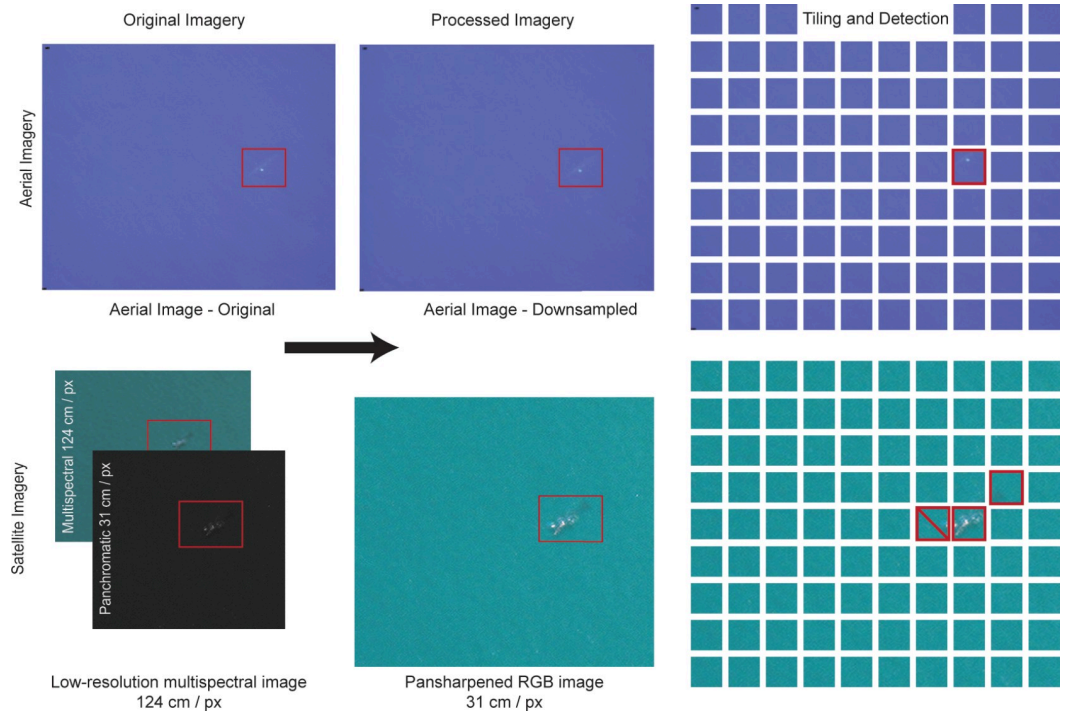 Original Imagery
Processed Imagery
Tiling and Detection
Aerial Imagery
Aerial Image - Original
Aerial Image - Downsampled
Satellite Imagery
Multispectral 124 cm / px
Panchromatic 31 cm / px
Low-resolution multispectral image
124 cm / px
Pansharpened RGB image
31 cm / px